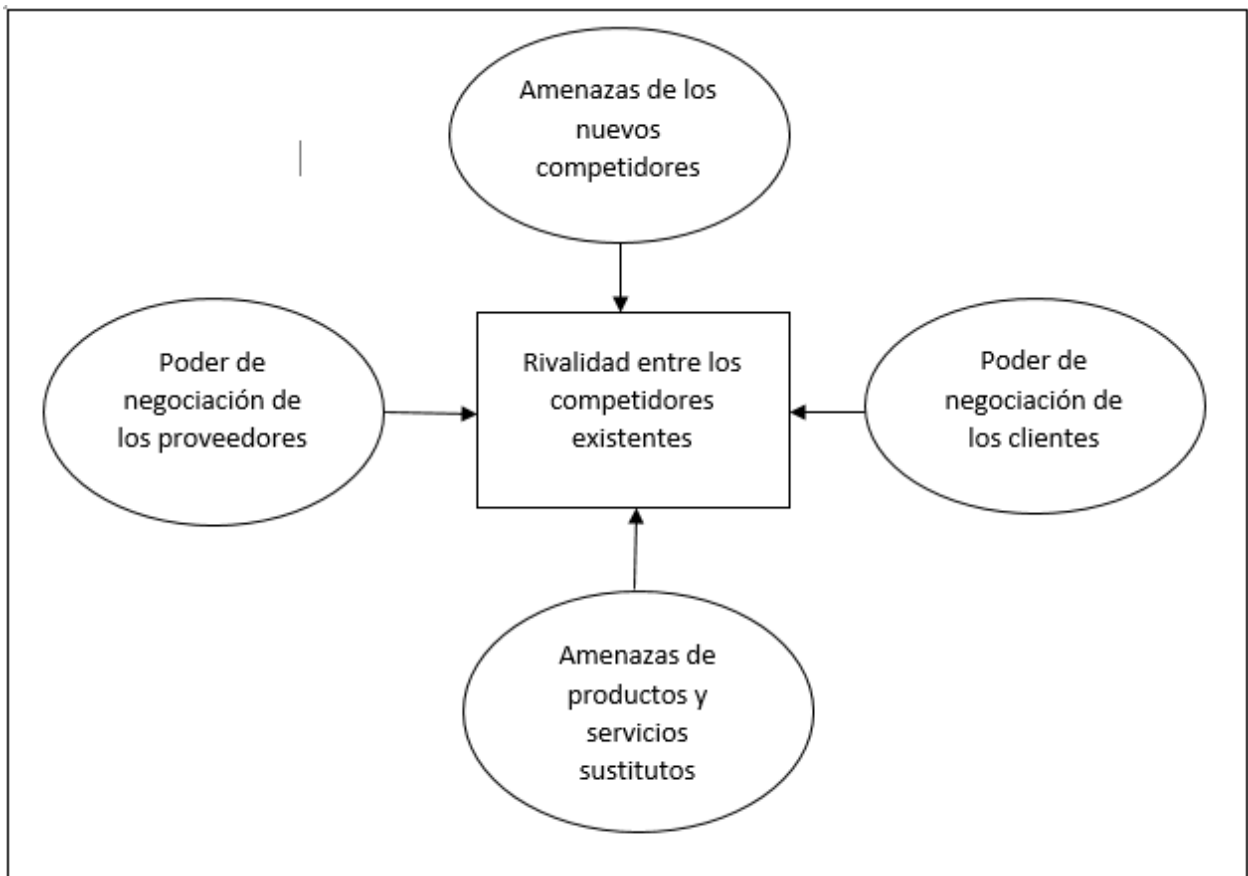 Amenazas de los
nuevos
competidores
Poder de
negociación de
los proveedores
Rivalidad entre los
competidores
existentes
Poder de
negociación de
los clientes
Amenazas de
productos y
servicios
sustitutos